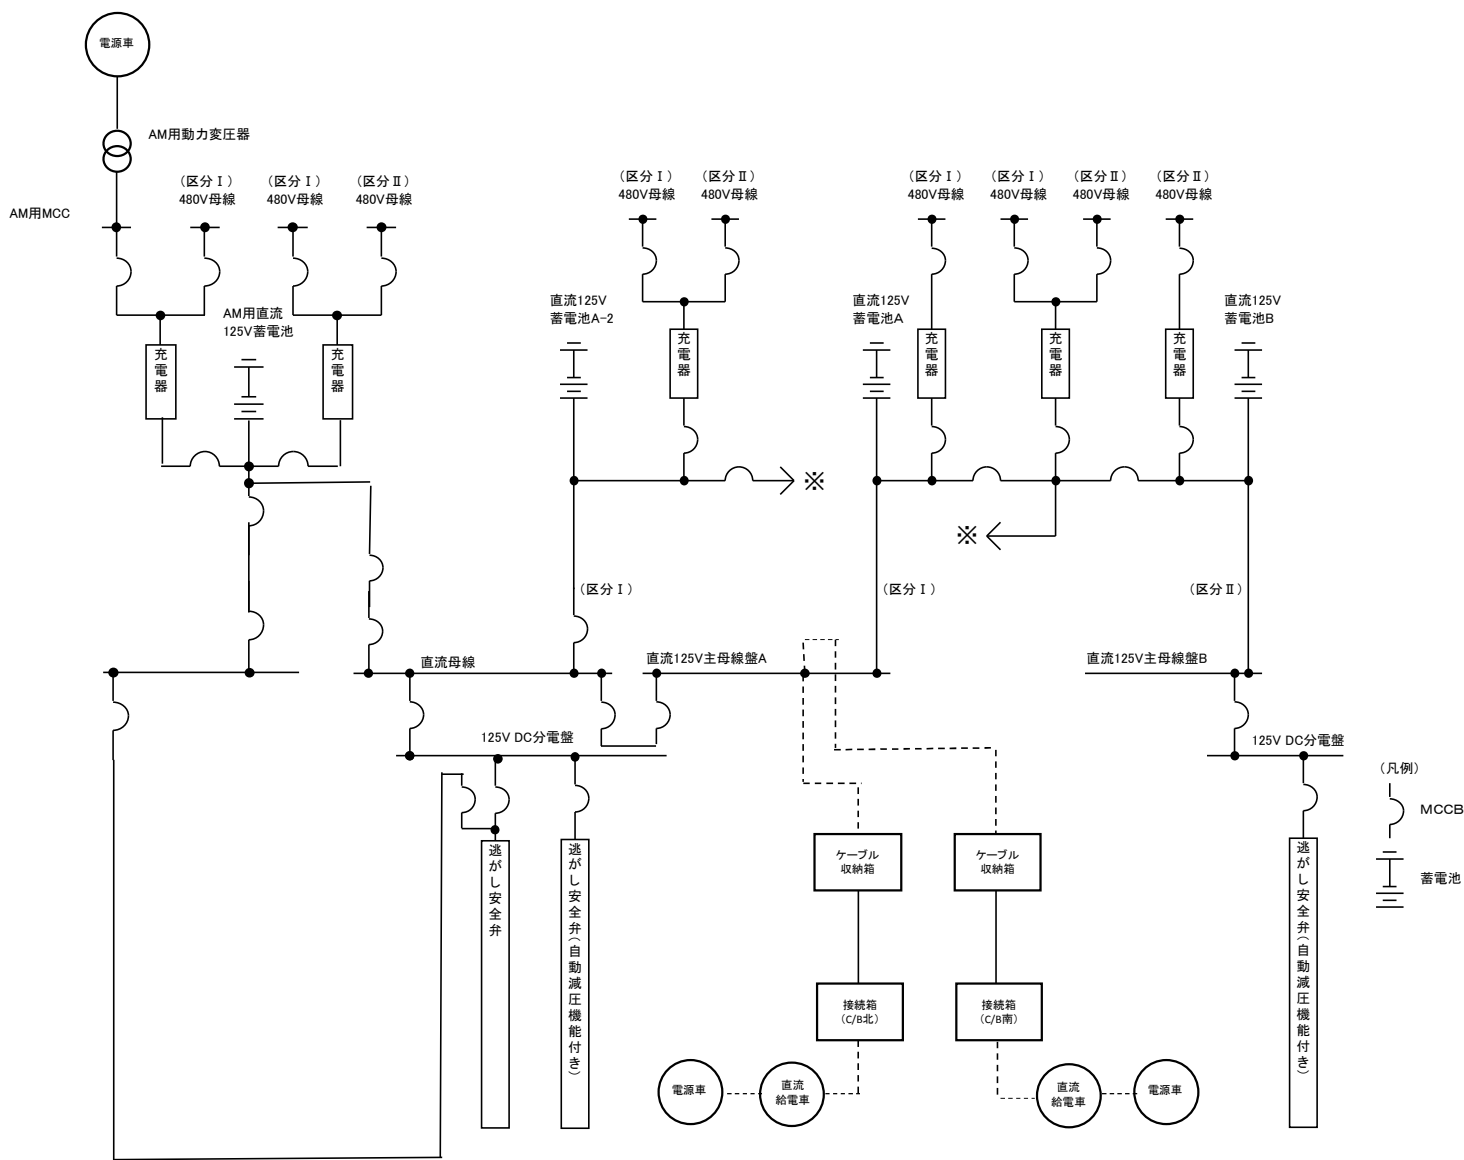 電源車
AM用動力変圧器
AM用MCC
(区分Ⅰ)
480V母線
(区分Ⅰ)
480V母線
(区分Ⅱ)
480V母線
(区分Ⅰ)
480V母線
(区分Ⅱ)
480V母線
(区分Ⅰ)
480V母線
(区分Ⅰ)
480V母線
(区分Ⅱ)
480V母線
(区分Ⅱ)
480V母線
充電器
AM用直流
125V蓄電池
充電器
直流125V
蓄電池A-2
充電器
直流125V
蓄電池A
充電器
充電器
充電器
直流125V
蓄電池B
※
※
(区分Ⅰ)
(区分Ⅰ)
(区分Ⅱ)
直流母線
直流125V主母線盤A
直流125V主母線盤B
125V DC分電盤
125V DC分電盤
逃がし安全弁
逃がし安全弁(自動減圧機能付き)
ケーブル
収納箱
ケーブル
収納箱
逃がし安全弁(自動減圧機能付き)
接続箱
(C/B北)
接続箱
(C/B南)
電源車
直流
給電車
直流
給電車
電源車
(凡例)
MCCB
蓄電池